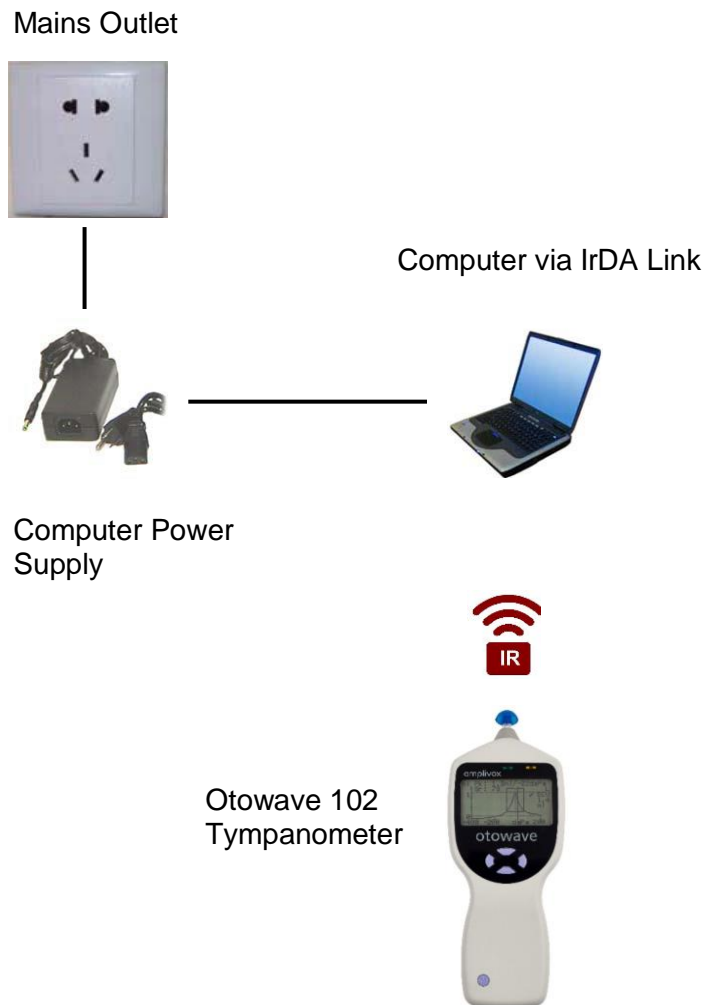 Mains Outlet
Computer via IrDA Link
Computer Power
Supply
IR
Otowave 102
Tympanometer
amplivox
otowave